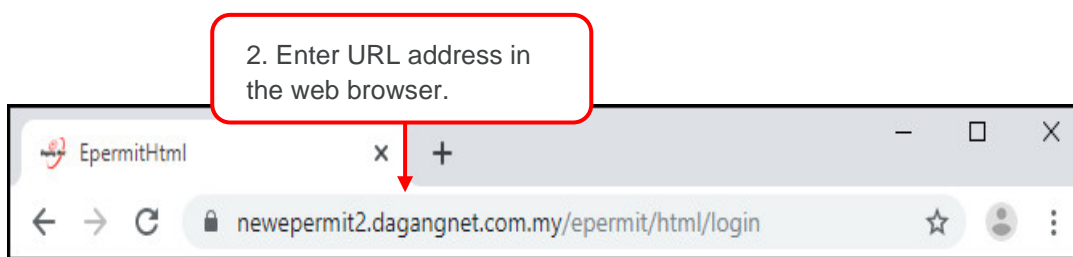 2. Enter URL address in
the web browser.
EpermitHtml
newepermit2.dagangnet.com.my/epermit/html/login